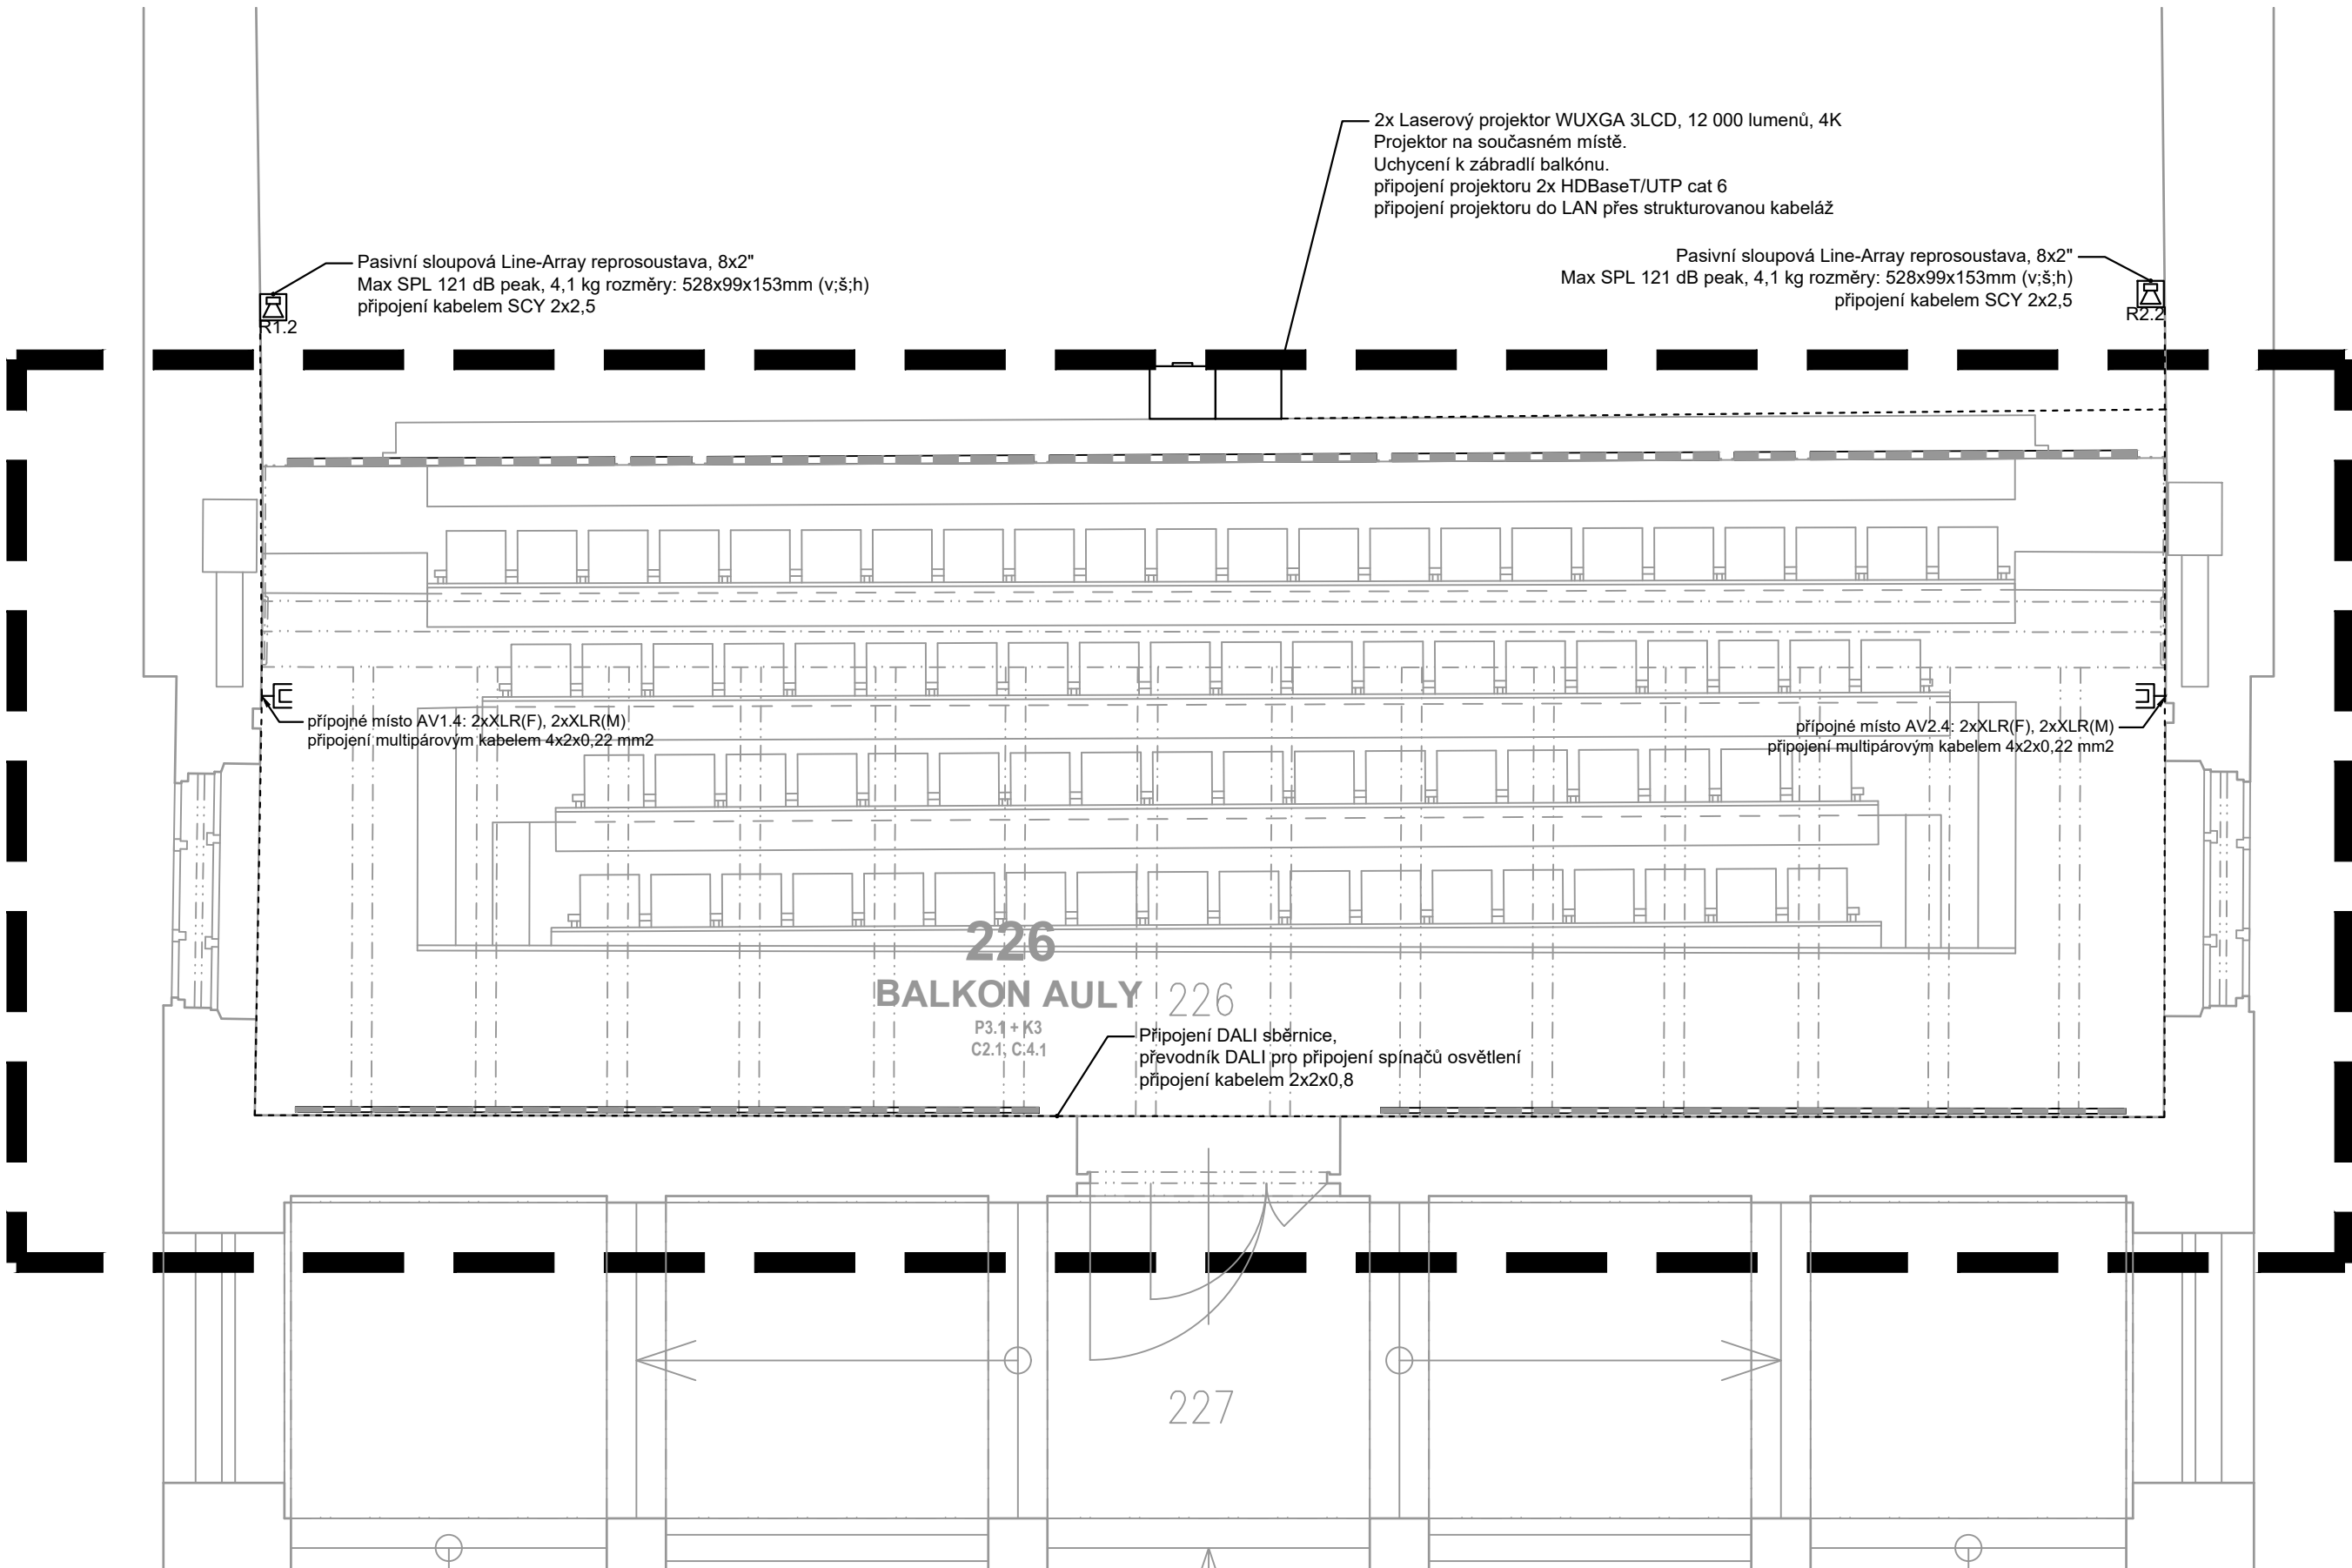 2x Laserový projektor WUXGA 3LCD, 12 000 lumenů, 4K
Projektor na současném místě.
Uchycení k zábradlí balkónu.
připojení projektoru 2x HDBaseT/UTP cat 6
připojení projektoru do LAN přes strukturovanou kabeláž
Pasivní sloupová Line-Array reprosoustava, 8x2"
Max SPL 121 dB peak, 4,1 kg rozměry: 528x99x153mm (v;š;h)
připojení kabelem SCY 2x2,5
R1.2
Pasivní sloupová Line-Array reprosoustava, 8x2"
Max SPL 121 dB peak, 4,1 kg rozměry: 528x99x153mm (v;š;h)
připojení kabelem SCY 2x2,5
R2.2
přípojné místo AV1.4: 2xXLR(F), 2xXLR(M)
připojení multipárovým kabelem 4x2x0,22 mm2
přípojné místo AV2.4: 2xXLR(F), 2xXLR(M)
připojení multipárovým kabelem 4x2x0,22 mm2
226
BALKON AULY
226
P3.1 + K3
C2.1, C.4.1
Připojení DALI sběrnice,
převodník DALI pro připojení spínačů osvětlení
připojení kabelem 2x2x0,8
227